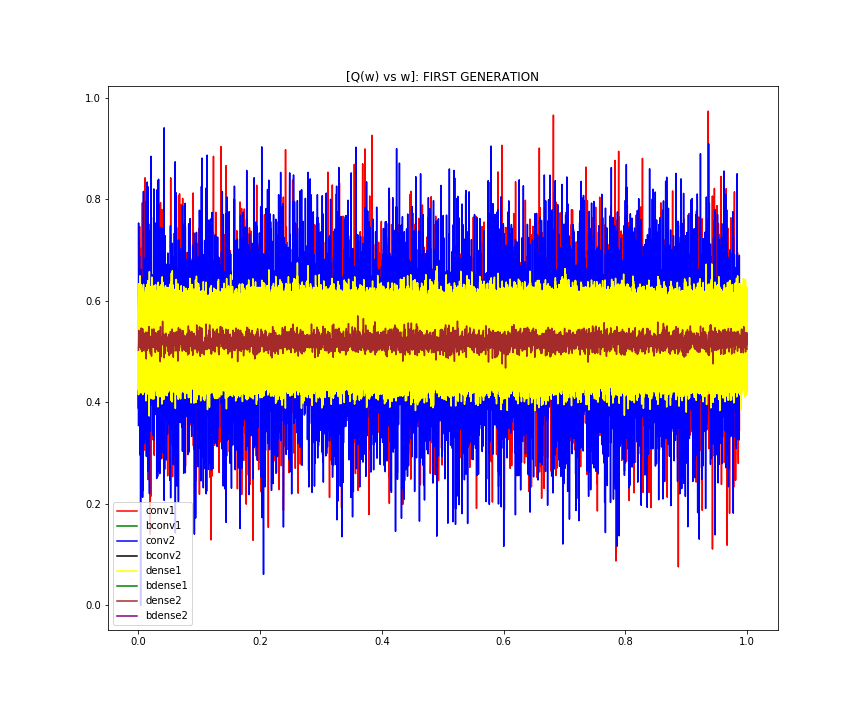 [Q(w) vs w]: FIRST GENERATION
1.0
0.8
0.6
0.4
0.2
0.0
conv1
bconv1
conv2
bconv2
dense1
bdense1
dense2
bdense2
0.0 0.2 0.4 0.6 0.8 1.0